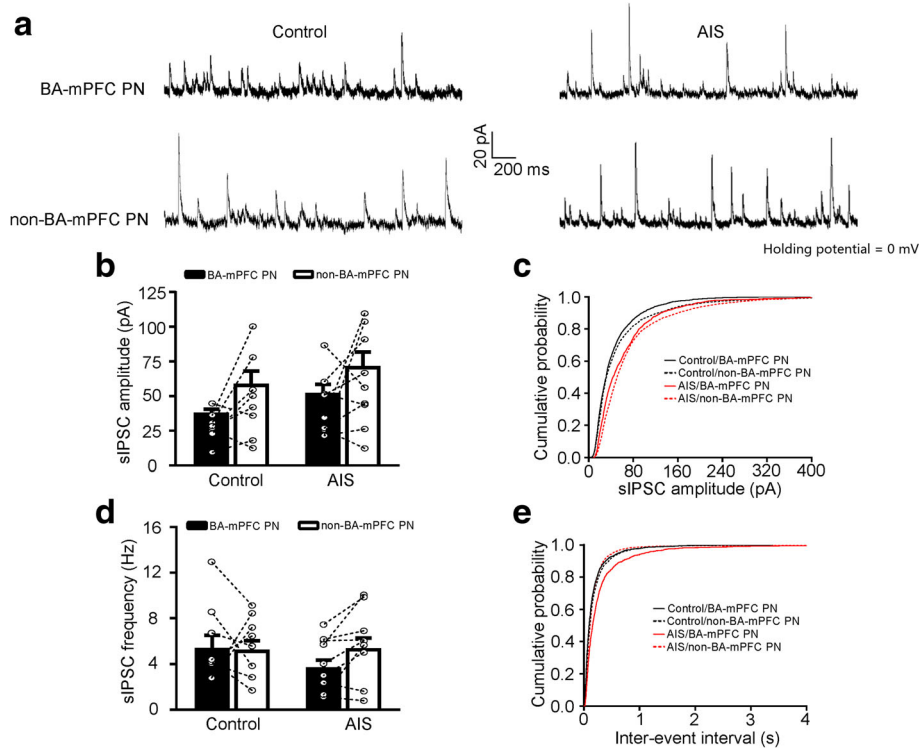 a
Control
AIS
BA-mPFC PN
20 pA
200 ms
non-BA-mPFC PN
Holding potential = 0 mV
b
BA-mPFC PN
non-BA-mPFC PN
sIPSC amplitude (pA)
125
100
75
50
25
0
Control
AIS
c
Cumulative probability
1.0
0.8
0.6
0.4
0.2
0.0
Control/BA-mPFC PN
Control/non-BA-mPFC PN
AIS/BA-mPFC PN
AIS/non-BA-mPFC PN
0
80
160
240
320
400
sIPSC amplitude (pA)
d
BA-mPFC PN
non-BA-mPFC PN
sIPSC frequency (Hz)
16
12
8
4
0
Control
AIS
e
Cumulative probability
1.0
0.8
0.6
0.4
0.2
0.0
Control/BA-mPFC PN
Control/non-BA-mPFC PN
AIS/BA-mPFC PN
AIS/non-BA-mPFC PN
0
1
2
3
4
Inter-event interval (s)